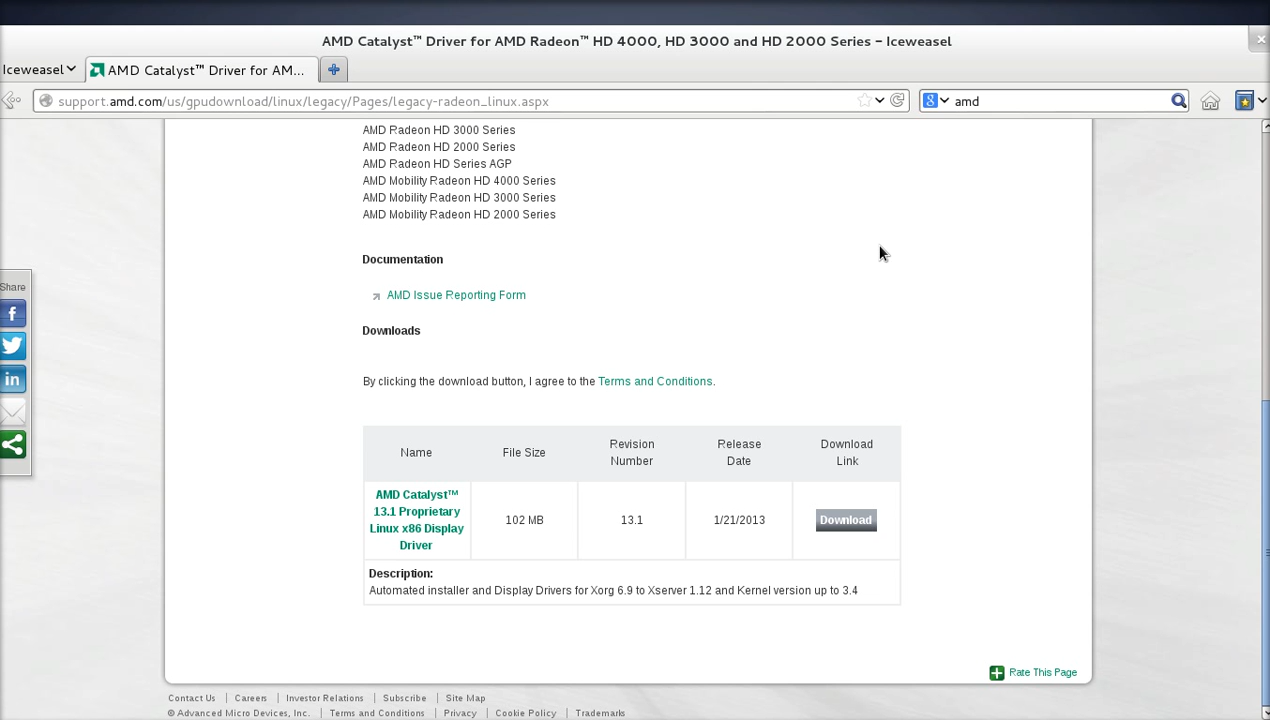 AMD Catalyst™ Driver for AMD Radeon™ HD 4000, HD 3000 and HD 2000 Series - Iceweasel
Iceweasel
AMD Catalyst™ Driver for AM...
support.amd.com/us/gpudownload/linux/legacy/Pages/legacy-radeon_linux.aspx
amd
AMD Radeon HD 3000 Series
AMD Radeon HD 2000 Series
AMD Radeon HD Series AGP
AMD Mobility Radeon HD 4000 Series
AMD Mobility Radeon HD 3000 Series
AMD Mobility Radeon HD 2000 Series
Documentation
Share
AMD Issue Reporting Form
Downloads
By clicking the download button, I agree to the Terms and Conditions.
Name
File Size
Revision
Number
Release
Date
Download
Link
AMD Catalyst™
13.1 Proprietary
Linux x86 Display
Driver
102 MB
13.1
1/21/2013
Download
Description:
Automated installer and Display Drivers for Xorg 6.9 to Xserver 1.12 and Kernel version up to 3.4
Rate This Page
Contact Us | Careers | Investor Relations | Subscribe | Site Map
© Advanced Micro Devices, Inc. | Terms and Conditions | Privacy | Cookie Policy | Trademarks